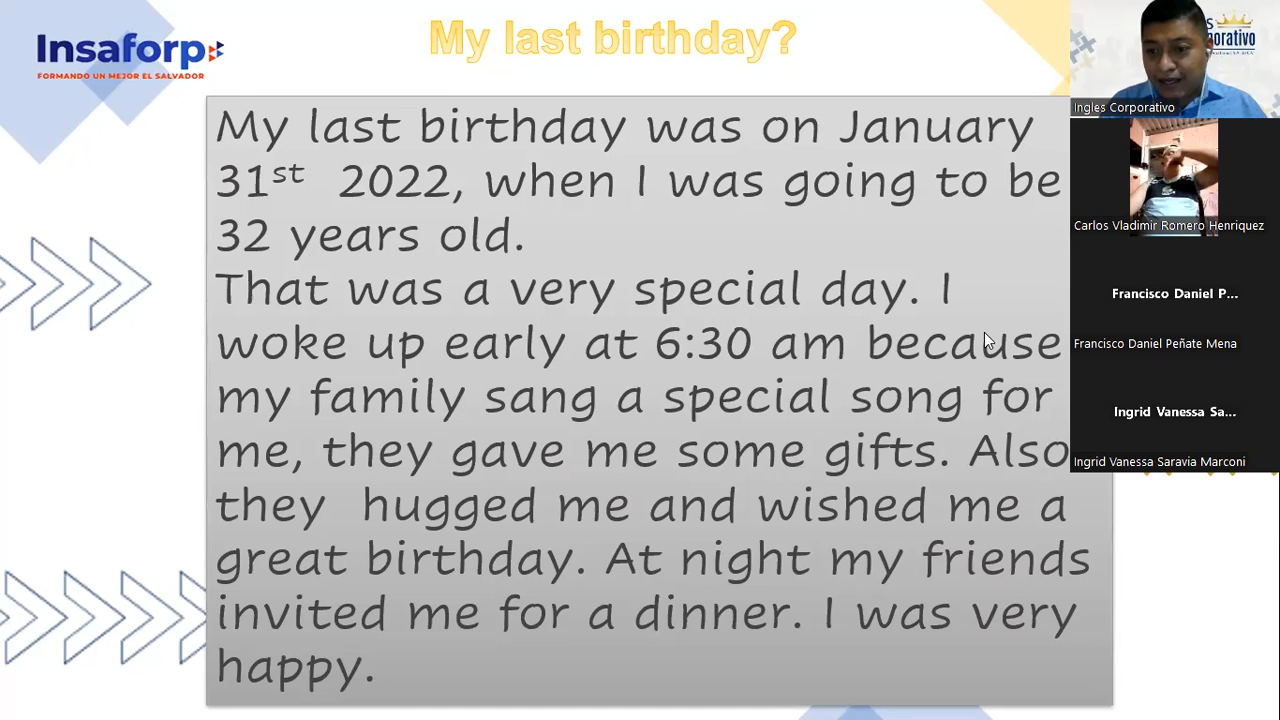 Insaforp
FORMANDO UN MEJOR EL SALVADOR
My last birthday?
My last birthday was on January
31st 2022, when I was going to be
32 years old.
That was a very special day. I
woke up early at 6:30 am because
my family sang a special song for
me, they gave me some gifts. Also
they hugged me and wished me a
great birthday. At night my friends
invited me for a dinner. I was very
happy.
Ingles Corporativo
Carlos Vladimir Romero Henriquez
Francisco Daniel P...
Francisco Daniel Peñate Mena
Ingrid Vanessa Sa...
Ingrid Vanessa Saravia Marconi